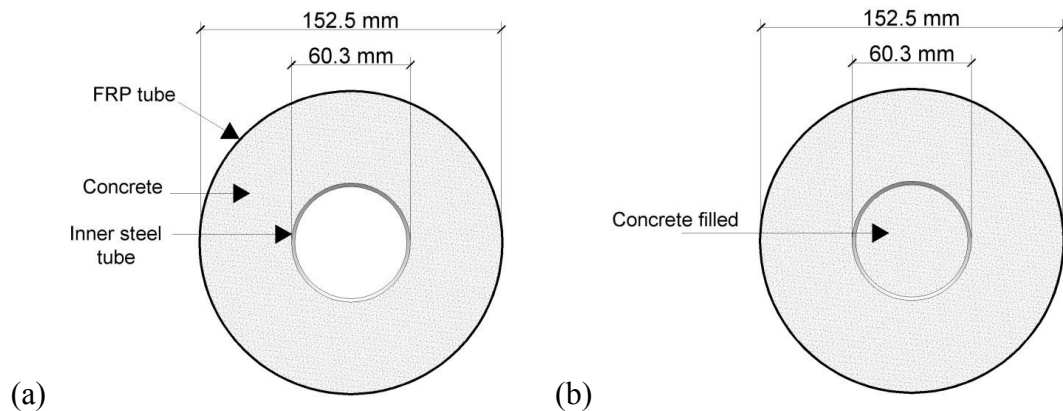 152.5 mm
60.3 mm
FRP tube
Concrete
Inner steel
tube
(a)
152.5 mm
60.3 mm
Concrete filled
(b)